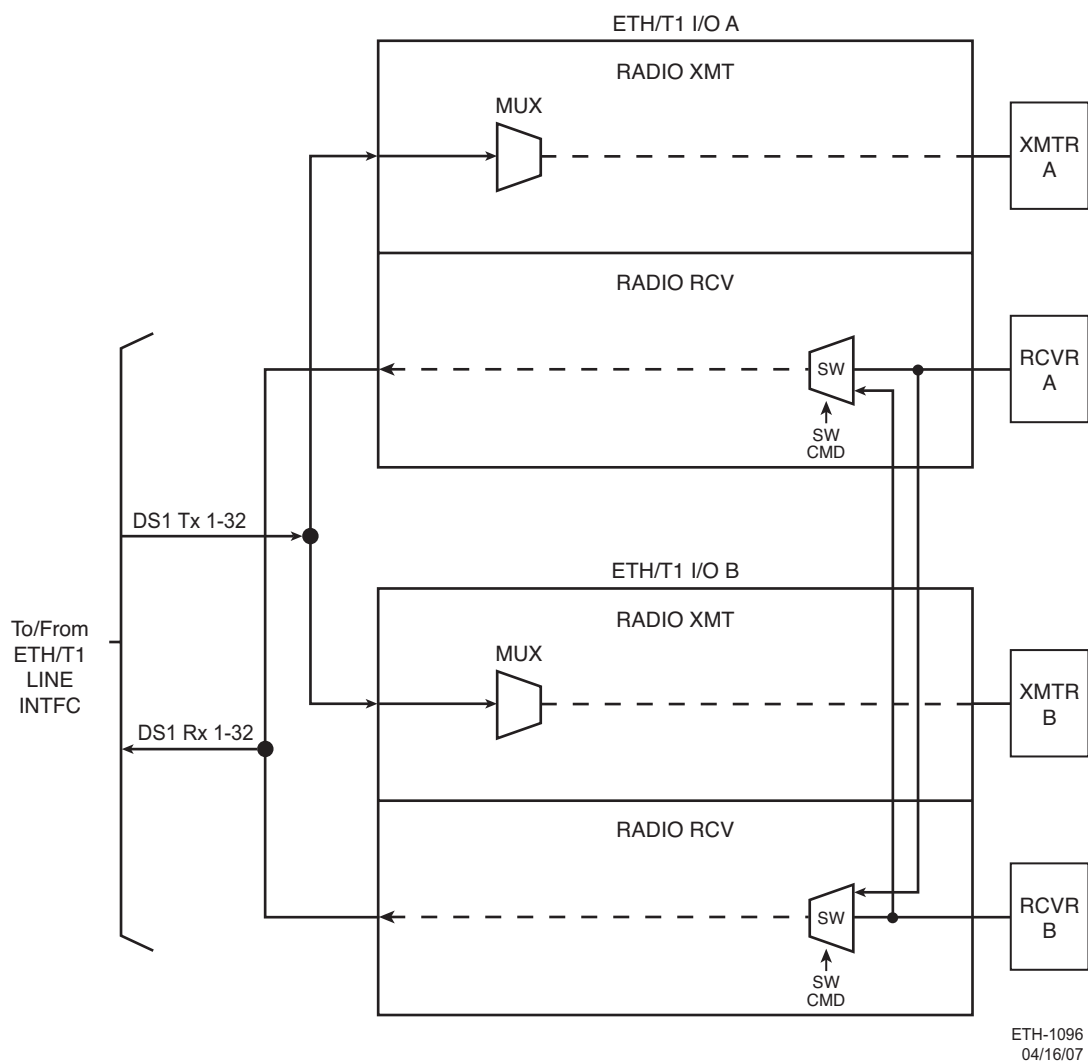 ETH/T1 I/O A
RADIO XMT
MUX
XMTR
A
RADIO RCV
SW
SW
CMD
RCVR
A
DS1 Tx 1-32
To/From
ETH/T1
LINE
INTFC
DS1 Rx 1-32
ETH/T1 I/O B
RADIO XMT
MUX
XMTR
B
RADIO RCV
SW
SW
CMD
RCVR
B
ETH-1096
04/16/07